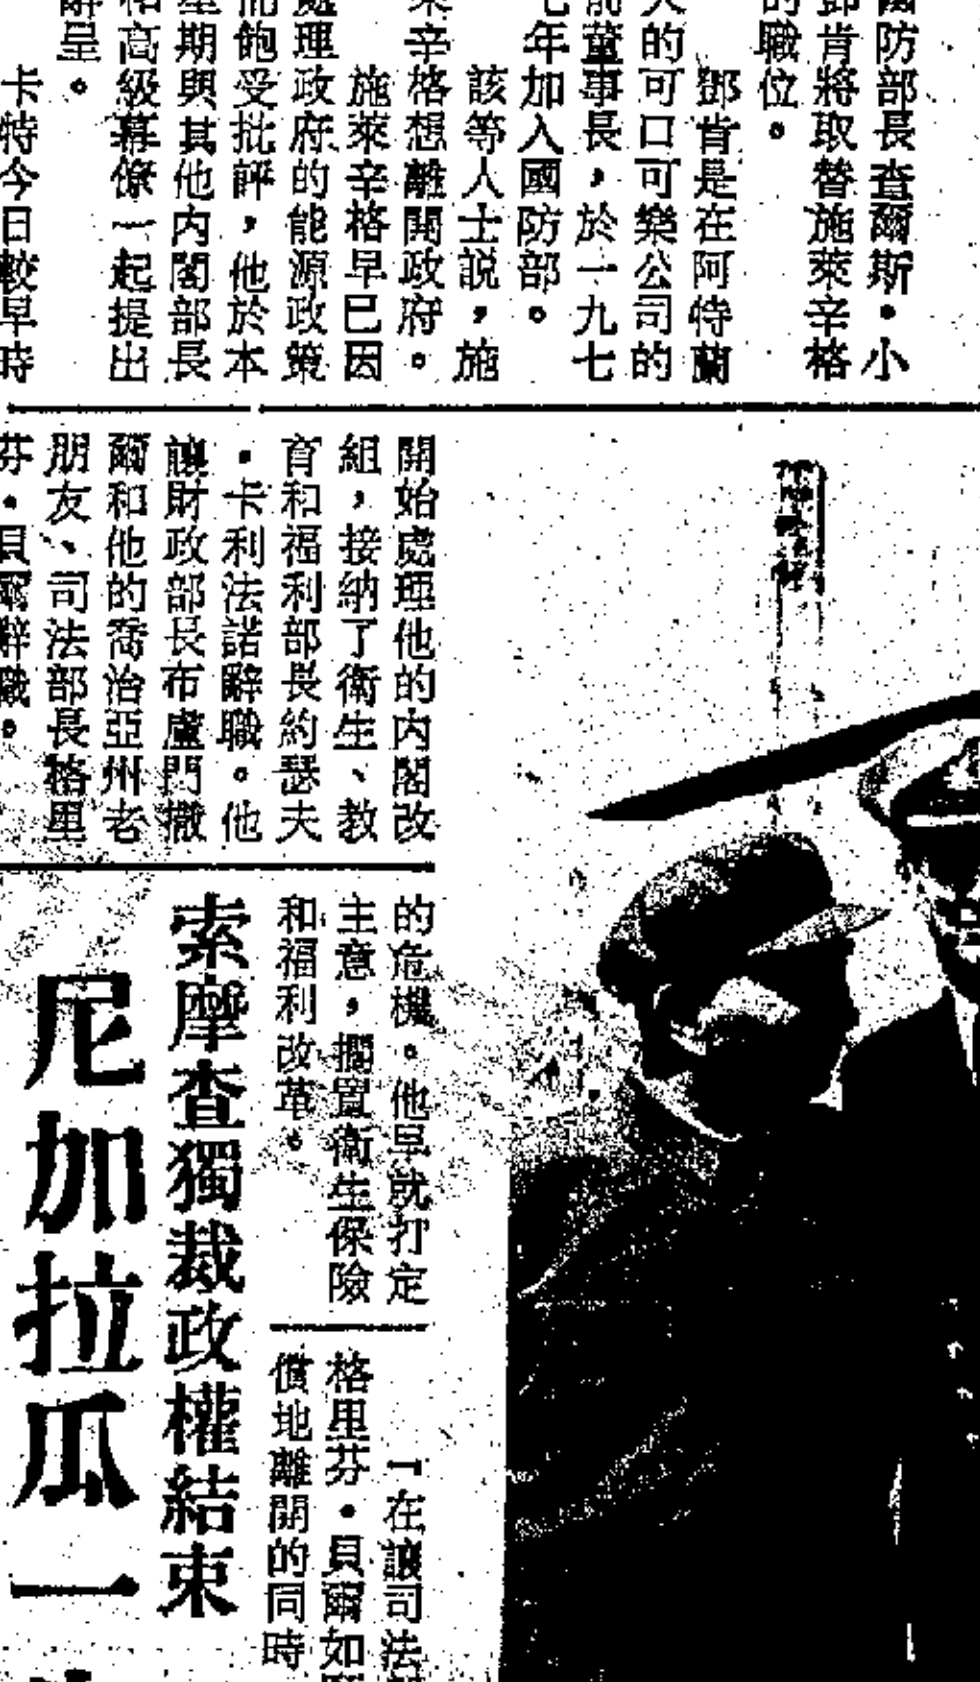 國防部長查爾斯·小
鄧肯將取替施萊辛格
的職位。
鄧肯是在阿特蘭
大的可口可樂公司的
前董事長，於一九七
七年加入國防部。
該等人士説，施
萊辛格想離開政府。
施萊辛格早已因
處理政府的能源政策
而飽受批評，他於本
星期與其他內閣部長
和高級幕僚一起提出
辭呈。
卡特今日較早時
開始處理他的内閣改
組，接納了衛生、教
育和福利部長約瑟夫
·卡利法諾辭職。他
讓財政部長布盧門撒
爾和他的喬治亞州老
朋友、司法部長格里
芬·貝爾辭職。
的危機。他早就打定
主意，擱置衛生保險
和福利改革。
「在讓司法
格里芬·貝爾如
償地離開的同時
索摩查獨裁政權結束
尼加拉瓜一